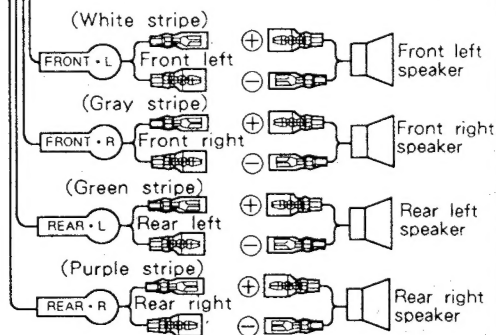 (White stripe)
FRONT • L
Front left
+
−
Front left
speaker
(Gray stripe)
FRONT • R
Front right
+
−
Front right
speaker
(Green stripe)
REAR • L
Rear left
+
−
Rear left
speaker
(Purple stripe)
REAR • R
Rear right
+
−
Rear right
speaker